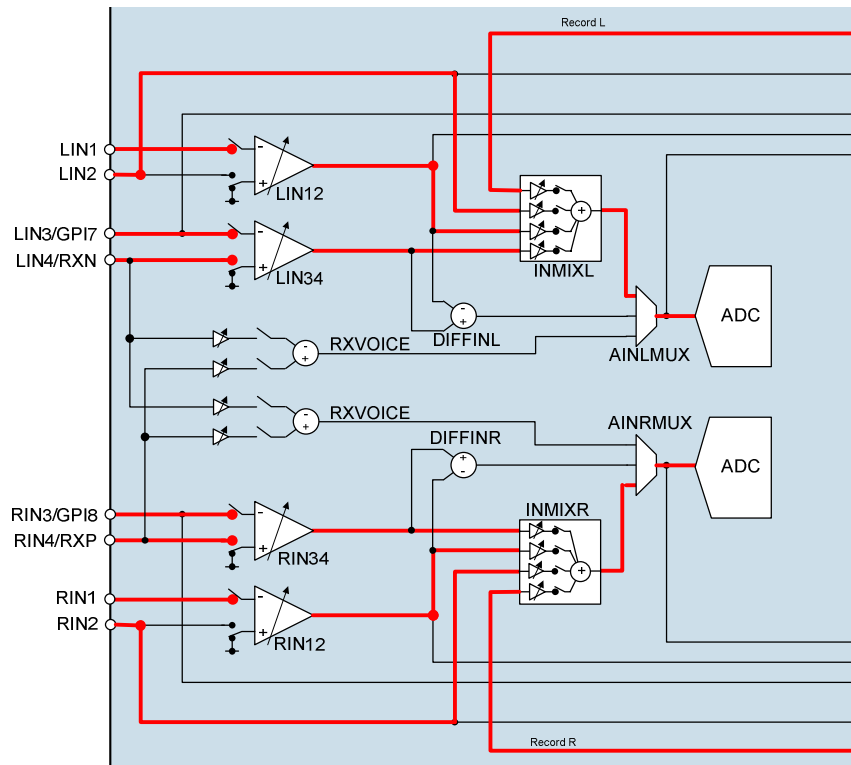 Record L
LIN1
LIN2
LIN12
LIN3/GPI7
LIN4/RXN
LIN34
INMIXL
ADC
DIFFINL
RXVOICE
AINLMUX
RXVOICE
AINRMUX
DIFFINR
ADC
RIN3/GPI8
INMIXR
RIN4/RXP
RIN34
RIN1
RIN2
RIN12
Record R